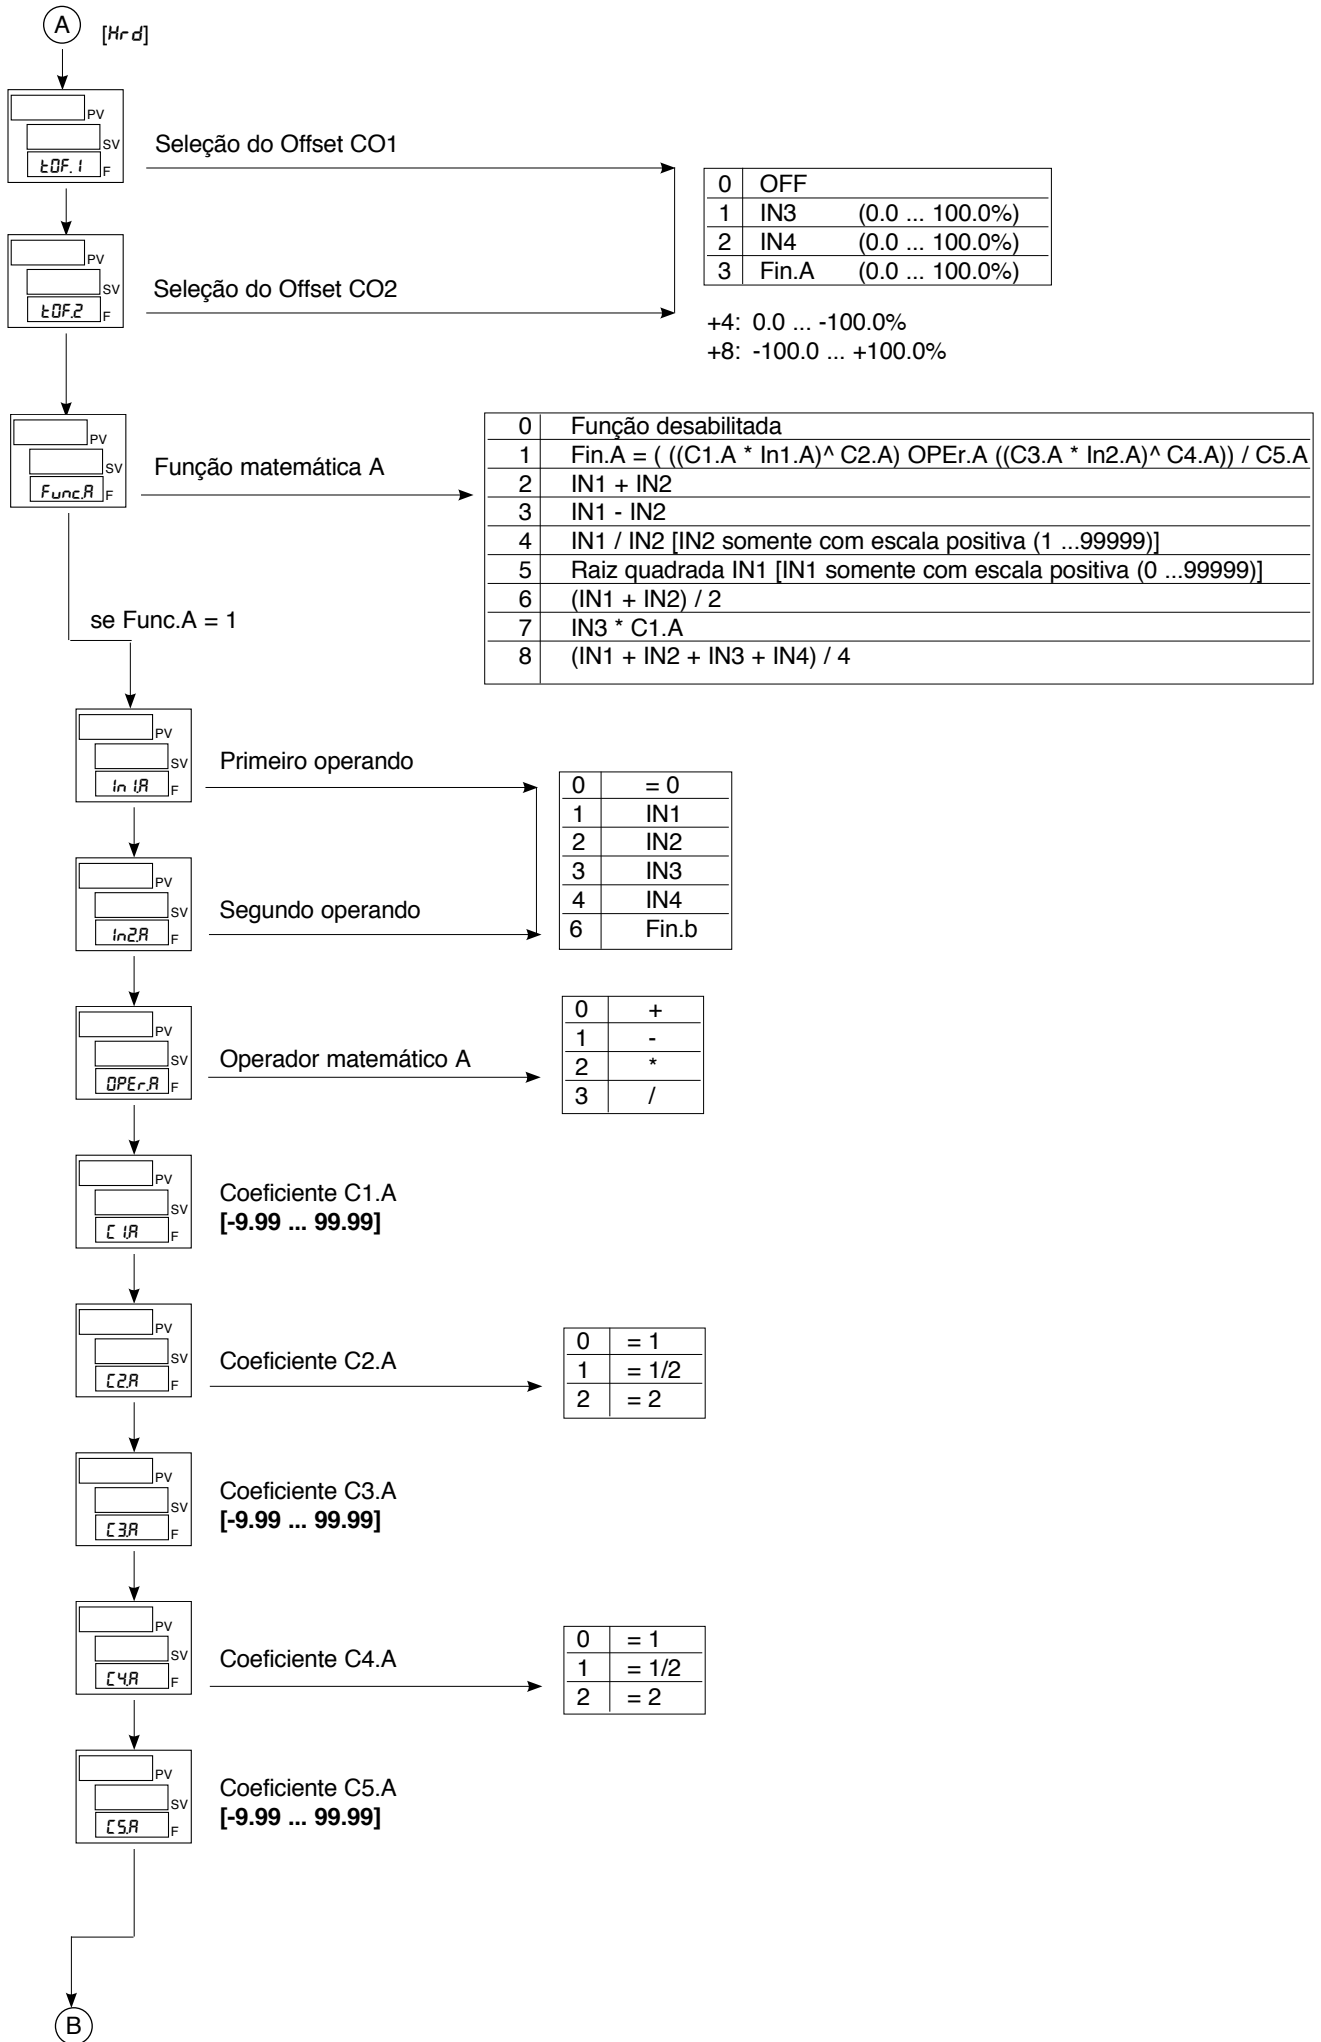 A [Hrd]
PV
SV
tOF.1 F
Seleção do Offset CO1
0 OFF
1 IN3 (0.0 ... 100.0%)
2 IN4 (0.0 ... 100.0%)
3 Fin.A (0.0 ... 100.0%)
PV
SV
tOF.2 F
Seleção do Offset CO2
+4: 0.0 ... -100.0%
+8: -100.0 ... +100.0%
PV
SV
Func.A F
Função matemática A
0 Função desabilitada
1 Fin.A = ( ((C1.A * In1.A)^ C2.A) OPEr.A ((C3.A * In2.A)^ C4.A)) / C5.A
2 IN1 + IN2
3 IN1 - IN2
4 IN1 / IN2 [IN2 somente com escala positiva (1 ...99999)]
5 Raiz quadrada IN1 [IN1 somente com escala positiva (0 ...99999)]
6 (IN1 + IN2) / 2
7 IN3 * C1.A
8 (IN1 + IN2 + IN3 + IN4) / 4
se Func.A = 1
PV
SV
In1.A F
Primeiro operando
0 = 0
1 IN1
2 IN2
3 IN3
4 IN4
6 Fin.b
PV
SV
In2.A F
Segundo operando
PV
SV
OPEr.A F
Operador matemático A
0 +
1 -
2 *
3 /
PV
SV
C1.A F
Coeficiente C1.A
[-9.99 ... 99.99]
PV
SV
C2.A F
Coeficiente C2.A
0 = 1
1 = 1/2
2 = 2
PV
SV
C3.A F
Coeficiente C3.A
[-9.99 ... 99.99]
PV
SV
C4.A F
Coeficiente C4.A
0 = 1
1 = 1/2
2 = 2
PV
SV
C5.A F
Coeficiente C5.A
[-9.99 ... 99.99]
B